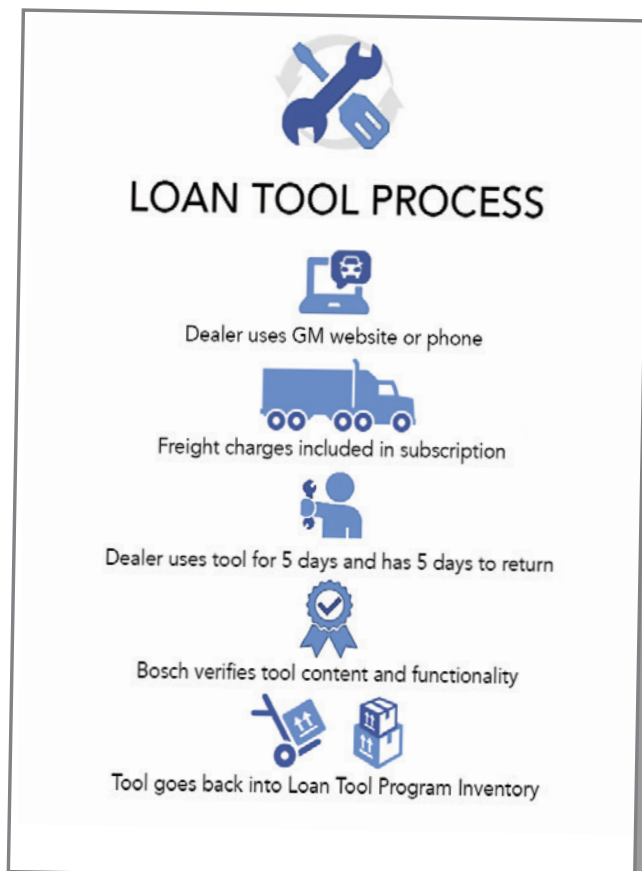 LOAN TOOL PROCESS
Dealer uses GM website or phone
Freight charges included in subscription
Dealer uses tool for 5 days and has 5 days to return
Bosch verifies tool content and functionality
Tool goes back into Loan Tool Program Inventory